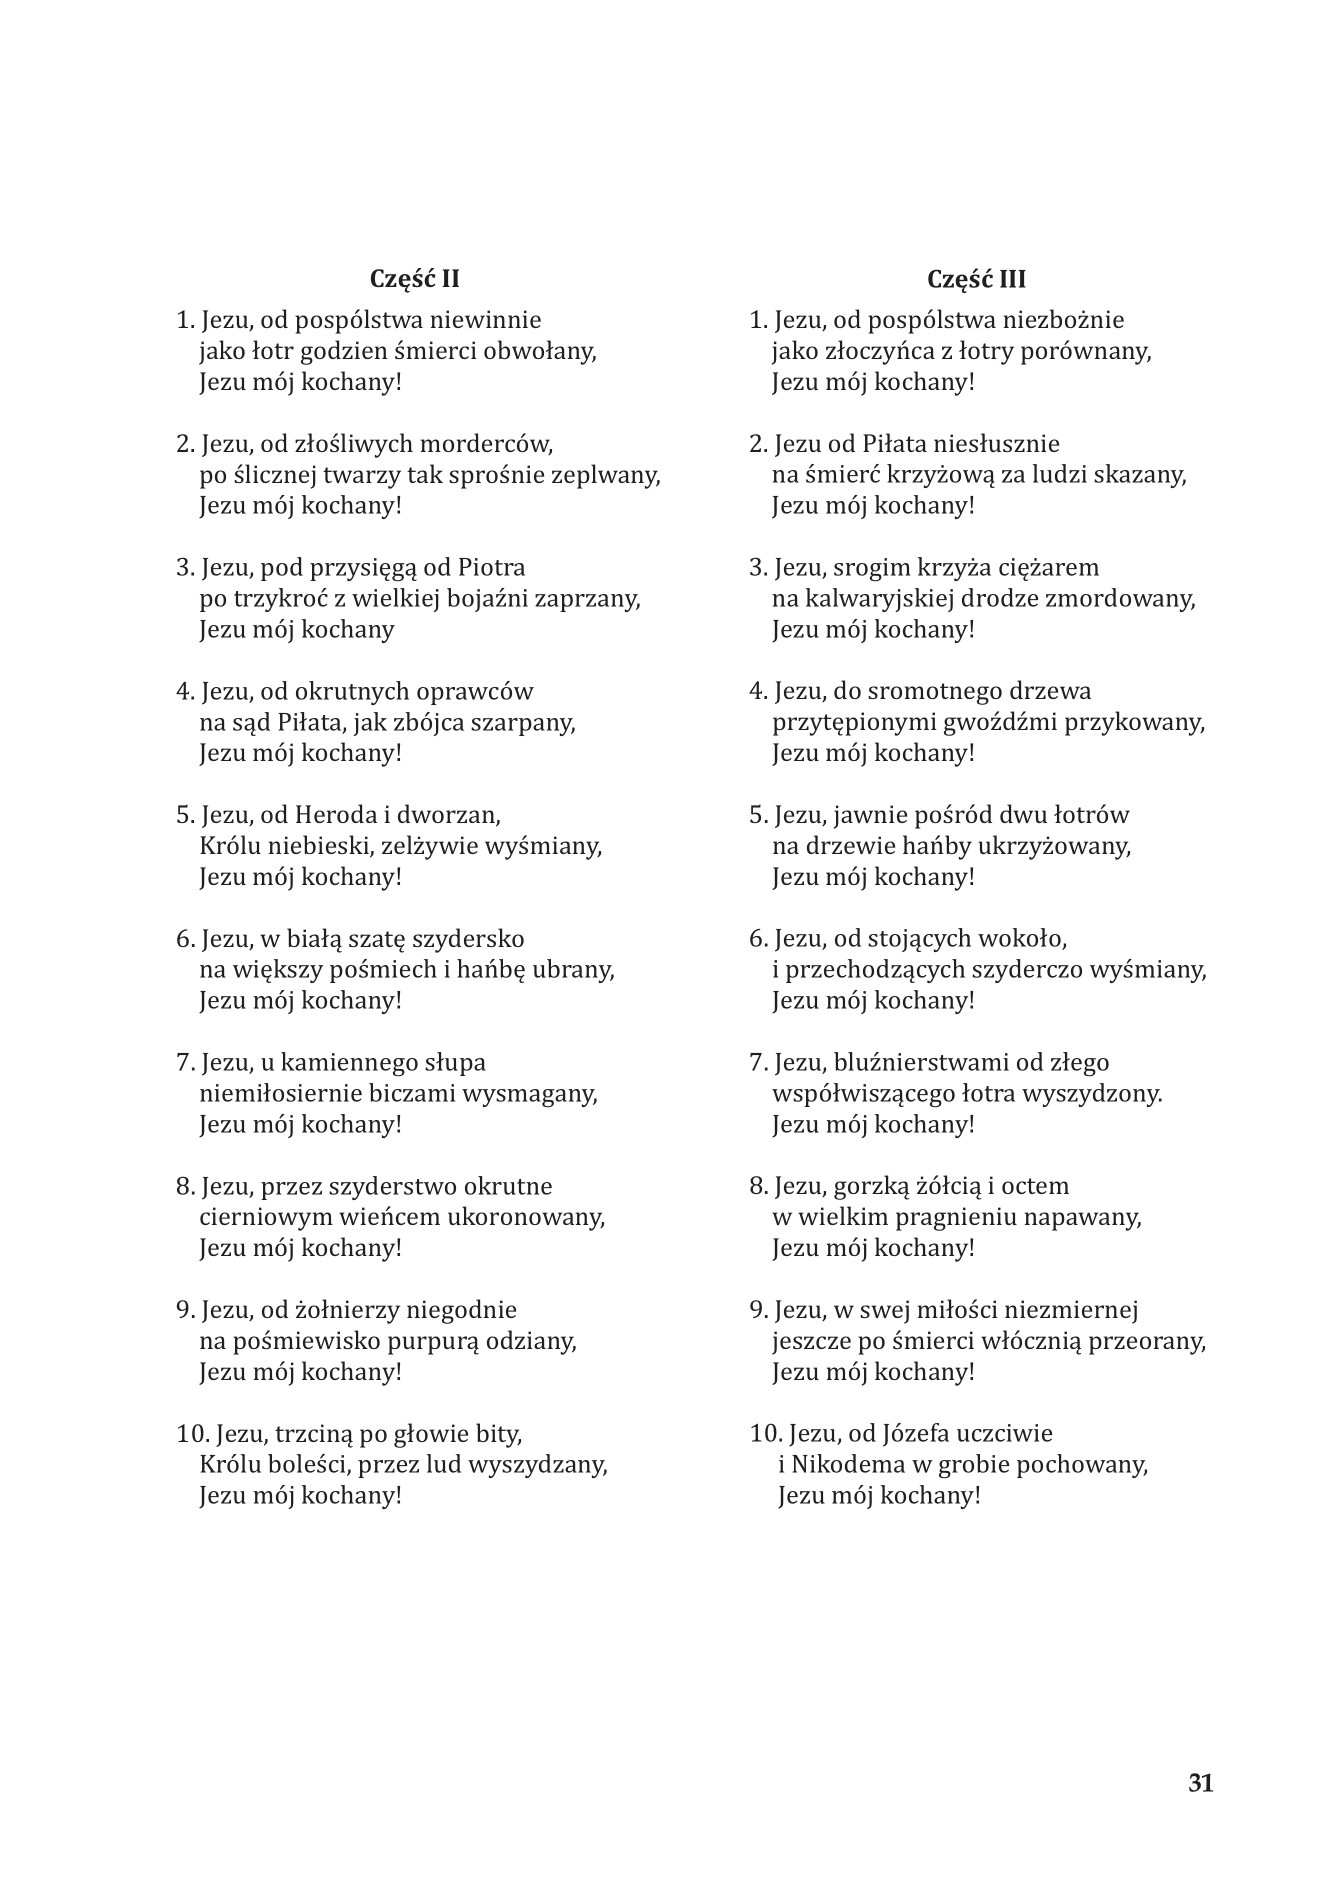 Część II
1. Jezu, od pospólstwa niewinnie
jako łotr godzien śmierci obwołany,
Jezu mój kochany!
2. Jezu, od złośliwych morderców,
po ślicznej twarzy tak sprośnie zeplwany,
Jezu mój kochany!
3. Jezu, pod przysięgą od Piotra
po trzykroć z wielkiej bojaźni zaprzany,
Jezu mój kochany
4. Jezu, od okrutnych oprawców
na sąd Piłata, jak zbójca szarpany,
Jezu mój kochany!
5. Jezu, od Heroda i dworzan,
Królu niebieski, zelżywie wyśmiany,
Jezu mój kochany!
6. Jezu, w białą szatę szydersko
na większy pośmiech i hańbę ubrany,
Jezu mój kochany!
7. Jezu, u kamiennego słupa
niemiłosiernie biczami wysmagany,
Jezu mój kochany!
8. Jezu, przez szyderstwo okrutne
cierniowym wieńcem ukoronowany,
Jezu mój kochany!
9. Jezu, od żołnierzy niegodnie
na pośmiewisko purpurą odziany,
Jezu mój kochany!
10. Jezu, trzciną po głowie bity,
Królu boleści, przez lud wyszydzany,
Jezu mój kochany!
Część III
1. Jezu, od pospólstwa niezbożnie
jako złoczyńca z łotry porównany,
Jezu mój kochany!
2. Jezu od Piłata niesłusznie
na śmierć krzyżową za ludzi skazany,
Jezu mój kochany!
3. Jezu, srogim krzyża ciężarem
na kalwaryjskiej drodze zmordowany,
Jezu mój kochany!
4. Jezu, do sromotnego drzewa
przytępionymi gwoźdźmi przykowany,
Jezu mój kochany!
5. Jezu, jawnie pośród dwu łotrów
na drzewie hańby ukrzyżowany,
Jezu mój kochany!
6. Jezu, od stojących wokoło,
i przechodzących szyderczo wyśmiany,
Jezu mój kochany!
7. Jezu, bluźnierstwami od złego
współwiszącego łotra wyszydzony.
Jezu mój kochany!
8. Jezu, gorzką żółcią i octem
w wielkim pragnieniu napawany,
Jezu mój kochany!
9. Jezu, w swej miłości niezmiernej
jeszcze po śmierci włócznią przeorany,
Jezu mój kochany!
10. Jezu, od Józefa uczciwie
i Nikodema w grobie pochowany,
Jezu mój kochany!
31